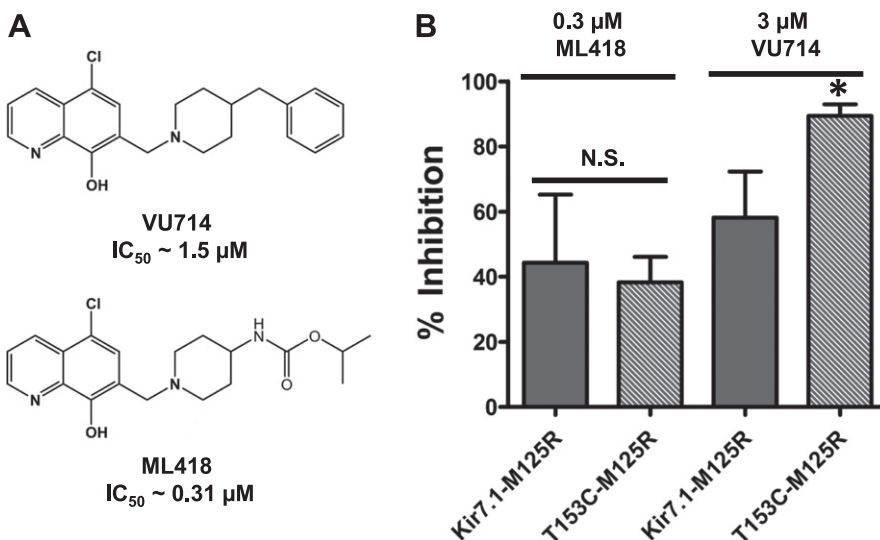 A
Cl
N
N
OH
VU714
IC50 ~ 1.5 µM
Cl
H
N
O
N
N
O
OH
ML418
IC50 ~ 0.31 µM
B
0.3 µM
ML418
3 µM
VU714
*
N.S.
% Inhibition
100
80
60
40
20
0
Kir7.1-M125R
T153C-M125R
Kir7.1-M125R
T153C-M125R